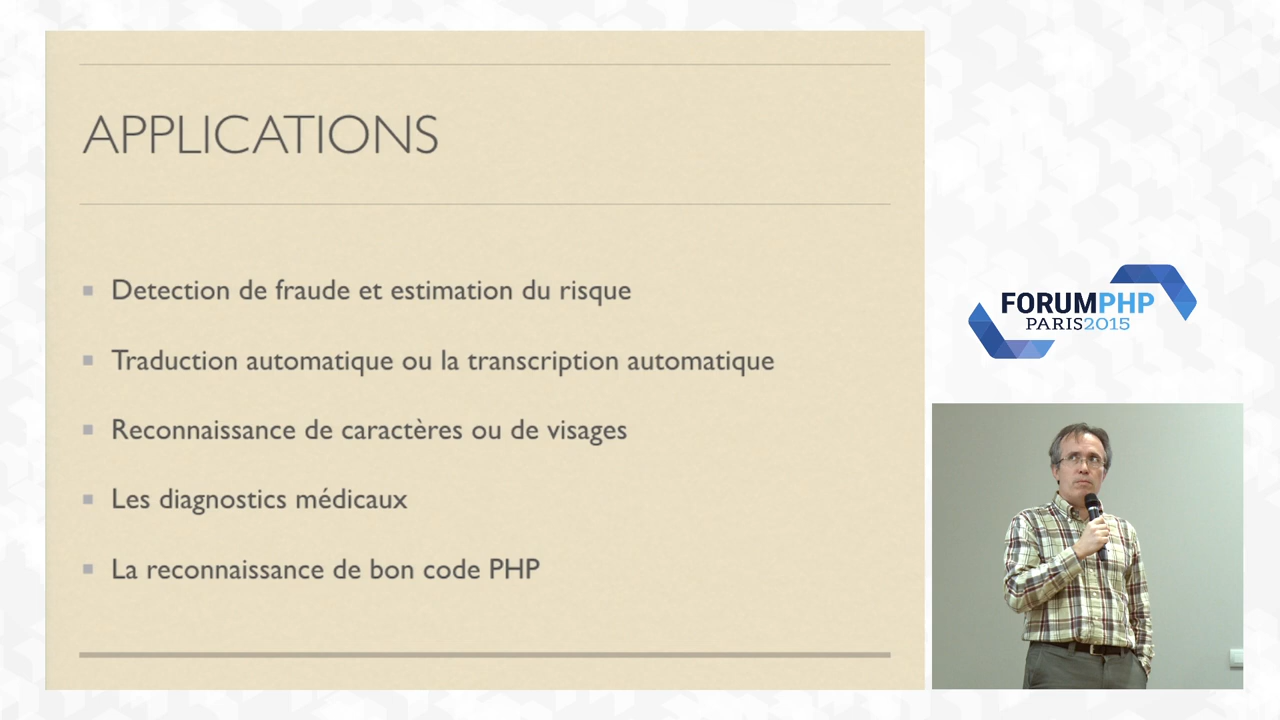 APPLICATIONS
Detection de fraude et estimation du risque
Traduction automatique ou la transcription automatique
Reconnaissance de caractères ou de visages
Les diagnostics médicaux
La reconnaissance de bon code PHP
FORUMPHP
PARIS2015